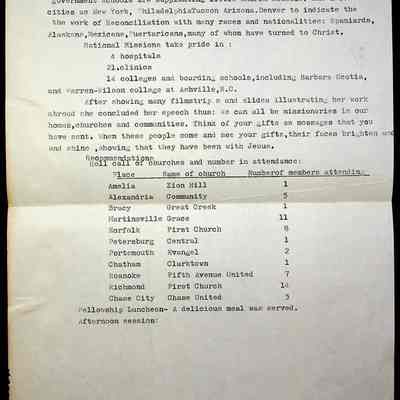 cities as New York, PhiladelphiaTucson Arizona.Denver to indicate the
the work of Reconciliation with many races and nationalities: Spaniards,
Alaskans,Mexicans,Puertaricans,many of whom have turned to Christ.
National Missions take pride in :
4 hospitals
21.clinics
14 colleges and boarding schools,including Barbara Scotia,
and Warren-Wilson college at Ashville,N.C.
After showing many filmstrip s and slides illustrating her work
abroad she concluded her speech thus: We can all be missionaries in our
homes,churches and communities. Think of your gifts as messages that you
have sent. When these people come and see your gifts,their faces brighten and
and shine ,showing that they have been with Jesus.
Recommendations
Roll call of churches and number in attendance:
Place Name of church Numberof members attending
Amelia Zion Hill 1
Alexandria Community 5
Bracy Great Creek 1
Martinsville Grace 11
Norfolk First Church 8
Petersburg Central 1
Portsmouth Evangel 2
Chatham Clarktown 1
Roanoke Fifth Avenue United 7
Richmond First Church 14
Chase City Chase United 5
Fellowship Luncheon- A delicious meal was served.
Afternoon session: